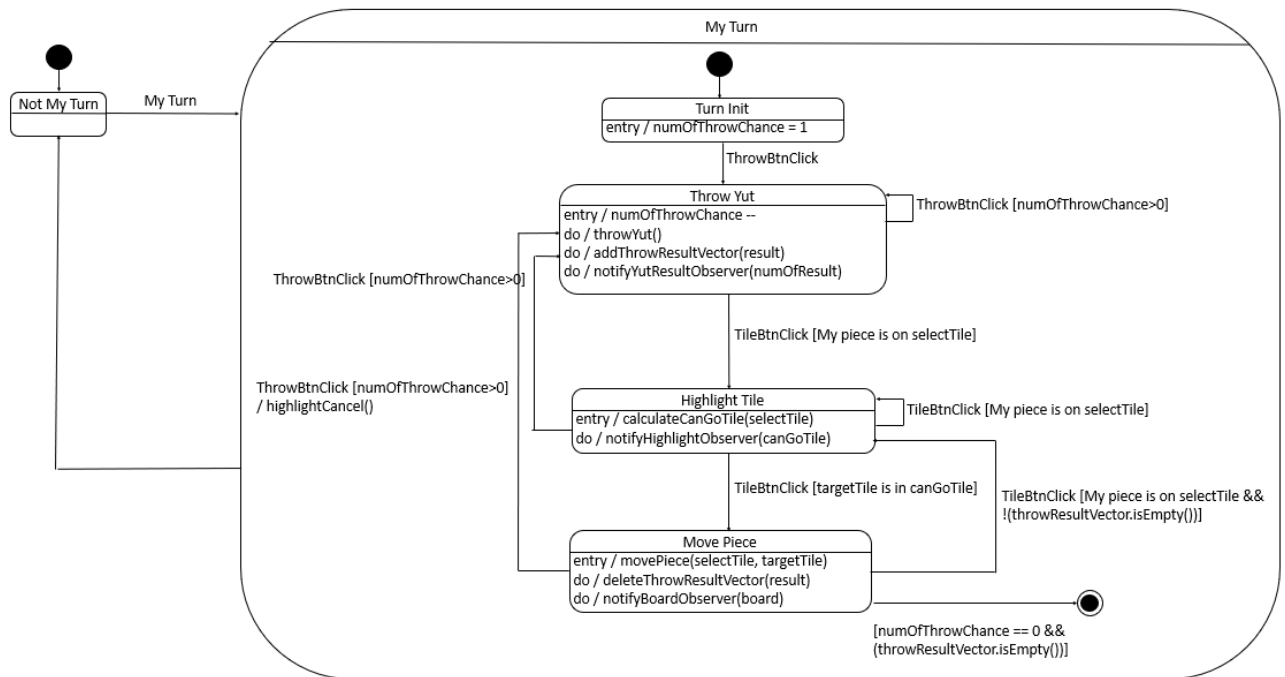 My Turn
Not My Turn
My Turn
Turn Init
entry / numOfThrowChance = 1
ThrowBtnClick
Throw Yut
entry / numOfThrowChance --
do / throwYut()
do / addThrowResultVector(result)
do / notifyYutResultObserver(numOfResult)
ThrowBtnClick [numOfThrowChance>0]
ThrowBtnClick [numOfThrowChance>0]
TileBtnClick [My piece is on selectTile]
ThrowBtnClick [numOfThrowChance>0]
/ highlightCancel()
Highlight Tile
entry / calculateCanGoTile(selectTile)
do / notifyHighlightObserver(canGoTile)
TileBtnClick [My piece is on selectTile]
TileBtnClick [targetTile is in canGoTile]
TileBtnClick [My piece is on selectTile &&
!(throwResultVector.isEmpty())]
Move Piece
entry / movePiece(selectTile, targetTile)
do / deleteThrowResultVector(result)
do / notifyBoardObserver(board)
[numOfThrowChance == 0 &&
(throwResultVector.isEmpty())]